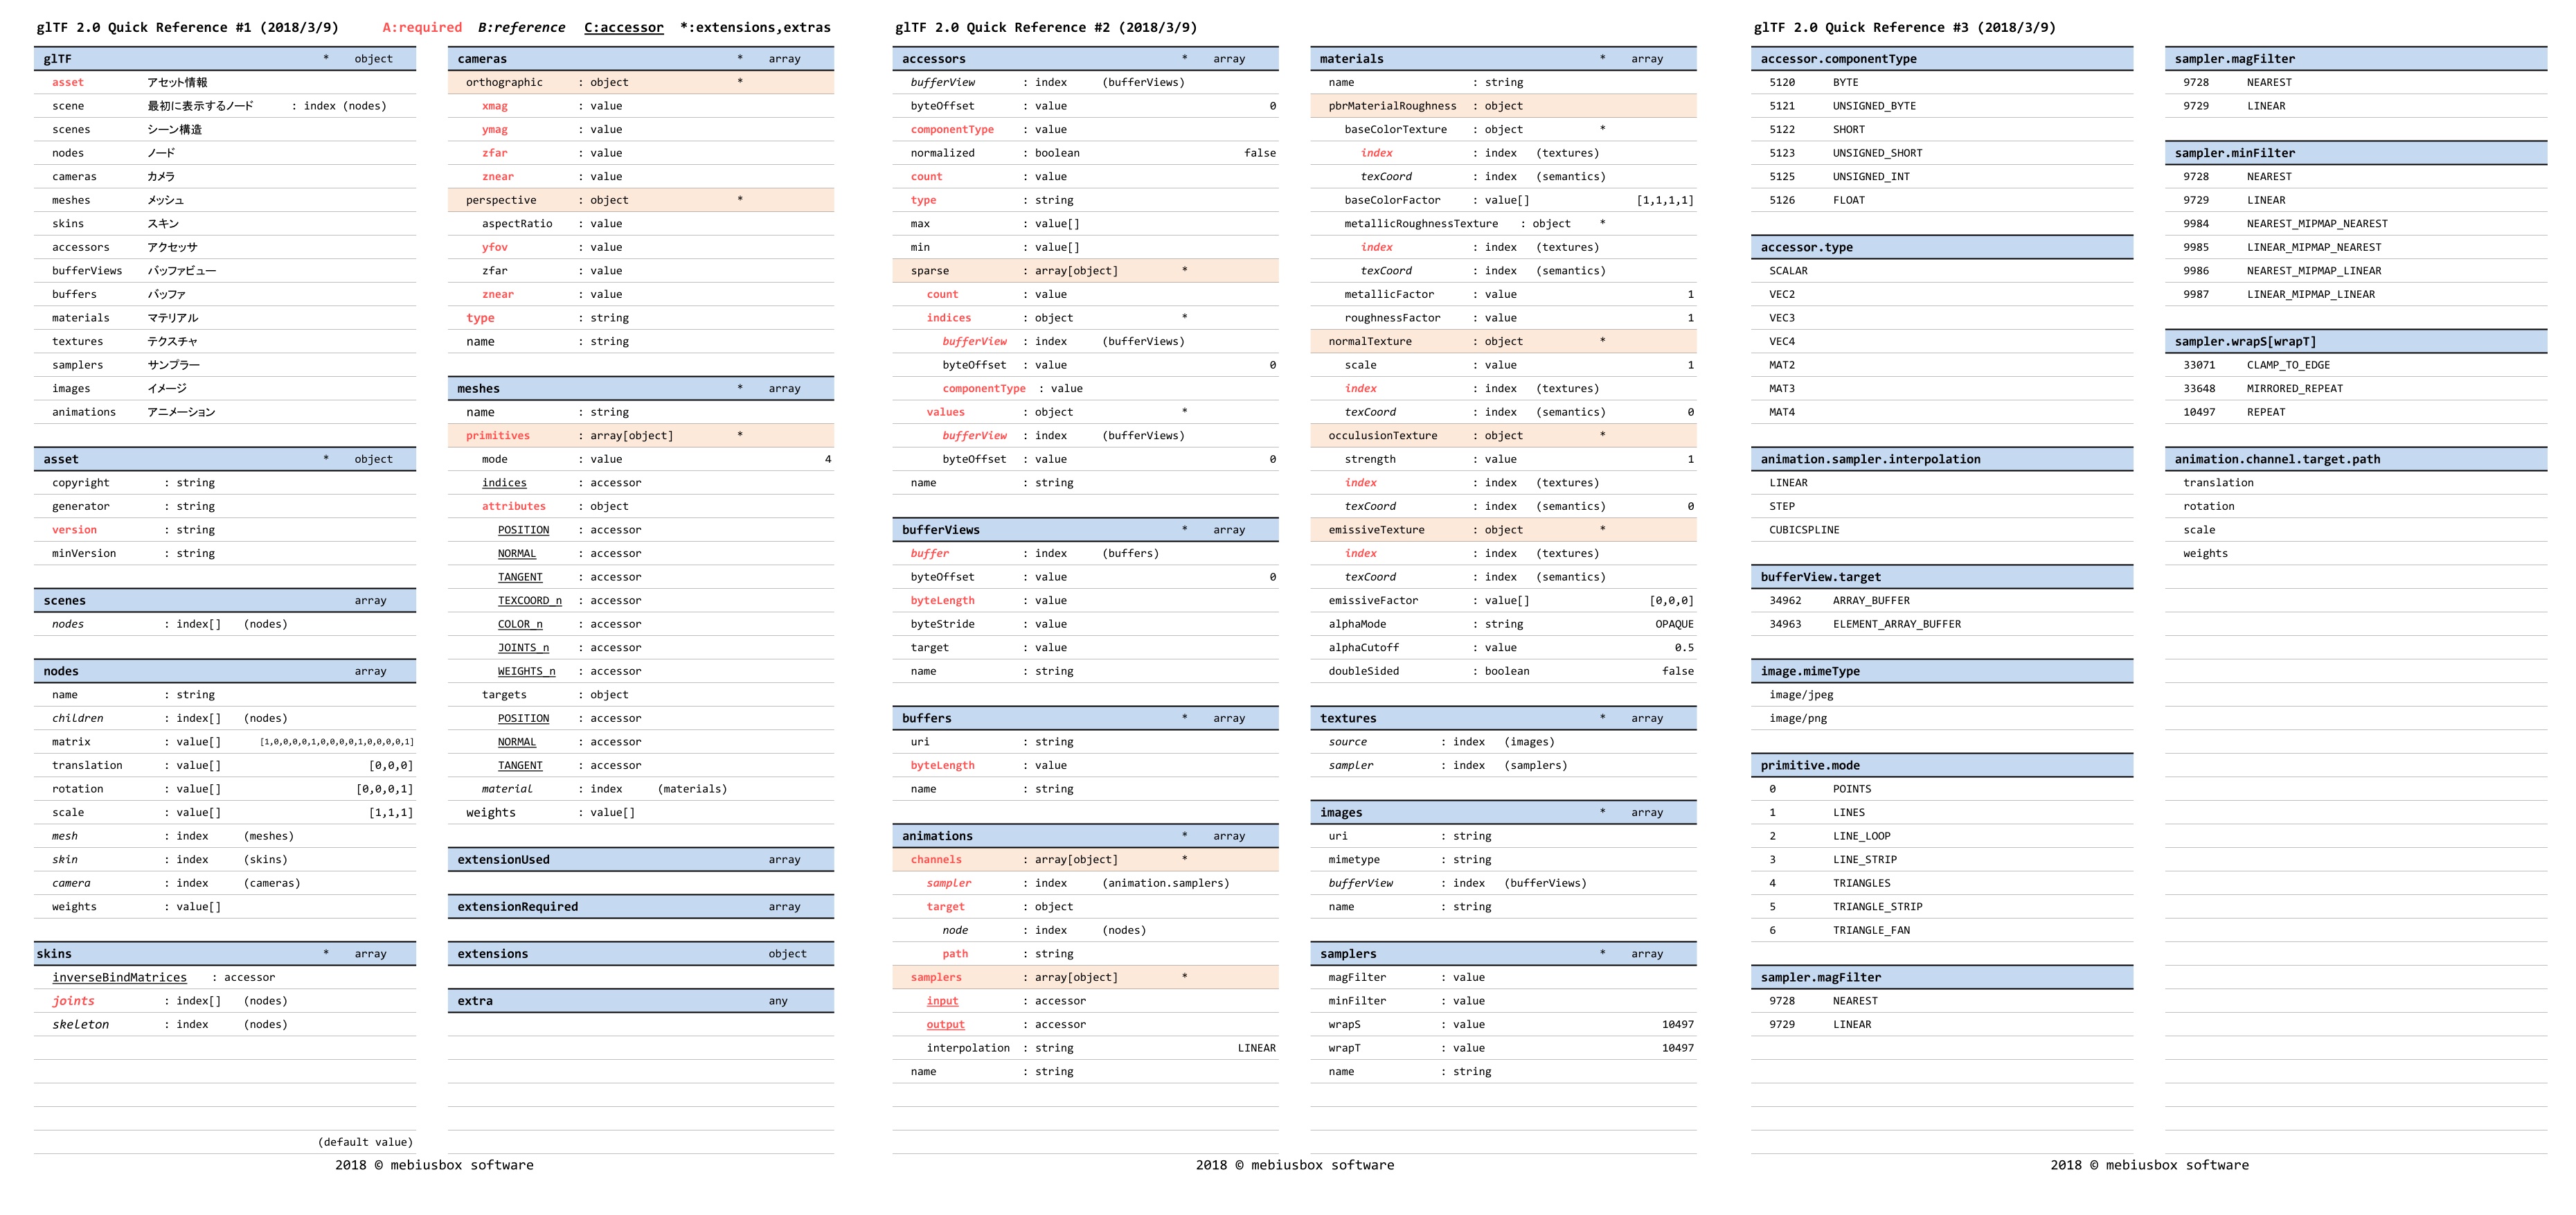 glTF 2.0 Quick Reference #1 (2018/3/9) A:required B:reference C:accessor *:extensions,extras
glTF * object
asset アセット情報
scene 最初に表示するノード : index (nodes)
scenes シーン構造
nodes ノード
cameras カメラ
meshes メッシュ
skins スキン
accessors アクセッサ
bufferViews バッファビュー
buffers バッファ
materials マテリアル
textures テクスチャ
samplers サンプラー
images イメージ
animations アニメーション
asset * object
copyright : string
generator : string
version : string
minVersion : string
scenes array
nodes : index[] (nodes)
nodes array
name : string
children : index[] (nodes)
matrix : value[] [1,0,0,0,0,1,0,0,0,0,1,0,0,0,0,1]
translation : value[] [0,0,0]
rotation : value[] [0,0,0,1]
scale : value[] [1,1,1]
mesh : index (meshes)
skin : index (skins)
camera : index (cameras)
weights : value[]
skins * array
inverseBindMatrices : accessor
joints : index[] (nodes)
skeleton : index (nodes)
(default value)
cameras * array
orthographic : object *
xmag : value
ymag : value
zfar : value
znear : value
perspective : object *
aspectRatio : value
yfov : value
zfar : value
znear : value
type : string
name : string
meshes * array
name : string
primitives : array[object] *
mode : value 4
indices : accessor
attributes : object
POSITION : accessor
NORMAL : accessor
TANGENT : accessor
TEXCOORD_n : accessor
COLOR_n : accessor
JOINTS_n : accessor
WEIGHTS_n : accessor
targets : object
POSITION : accessor
NORMAL : accessor
TANGENT : accessor
material : index (materials)
weights : value[]
extensionUsed array
extensionRequired array
extensions object
extra any
2018 © mebiusbox software
glTF 2.0 Quick Reference #2 (2018/3/9)
accessors * array
bufferView : index (bufferViews)
byteOffset : value 0
componentType : value
normalized : boolean false
count : value
type : string
max : value[]
min : value[]
sparse : array[object] *
count : value
indices : object *
bufferView : index (bufferViews)
byteOffset : value 0
componentType : value
values : object *
bufferView : index (bufferViews)
byteOffset : value 0
name : string
bufferViews * array
buffer : index (buffers)
byteOffset : value 0
byteLength : value
byteStride : value
target : value
name : string
buffers * array
uri : string
byteLength : value
name : string
animations * array
channels : array[object] *
sampler : index (animation.samplers)
target : object
node : index (nodes)
path : string
samplers : array[object] *
input : accessor
output : accessor
interpolation : string LINEAR
name : string
materials * array
name : string
pbrMaterialRoughness : object
baseColorTexture : object *
index : index (textures)
texCoord : index (semantics)
baseColorFactor : value[] [1,1,1,1]
metallicRoughnessTexture : object *
index : index (textures)
texCoord : index (semantics)
metallicFactor : value 1
roughnessFactor : value 1
normalTexture : object *
scale : value 1
index : index (textures)
texCoord : index (semantics) 0
occulusionTexture : object *
strength : value 1
index : index (textures)
texCoord : index (semantics) 0
emissiveTexture : object *
index : index (textures)
texCoord : index (semantics)
emissiveFactor : value[] [0,0,0]
alphaMode : string OPAQUE
alphaCutoff : value 0.5
doubleSided : boolean false
textures * array
source : index (images)
sampler : index (samplers)
images * array
uri : string
mimetype : string
bufferView : index (bufferViews)
name : string
samplers * array
magFilter : value
minFilter : value
wrapS : value 10497
wrapT : value 10497
name : string
2018 © mebiusbox software
glTF 2.0 Quick Reference #3 (2018/3/9)
accessor.componentType
5120 BYTE
5121 UNSIGNED_BYTE
5122 SHORT
5123 UNSIGNED_SHORT
5125 UNSIGNED_INT
5126 FLOAT
accessor.type
SCALAR
VEC2
VEC3
VEC4
MAT2
MAT3
MAT4
animation.sampler.interpolation
LINEAR
STEP
CUBICSPLINE
bufferView.target
34962 ARRAY_BUFFER
34963 ELEMENT_ARRAY_BUFFER
image.mimeType
image/jpeg
image/png
primitive.mode
0 POINTS
1 LINES
2 LINE_LOOP
3 LINE_STRIP
4 TRIANGLES
5 TRIANGLE_STRIP
6 TRIANGLE_FAN
sampler.magFilter
9728 NEAREST
9729 LINEAR
sampler.magFilter
9728 NEAREST
9729 LINEAR
sampler.minFilter
9728 NEAREST
9729 LINEAR
9984 NEAREST_MIPMAP_NEAREST
9985 LINEAR_MIPMAP_NEAREST
9986 NEAREST_MIPMAP_LINEAR
9987 LINEAR_MIPMAP_LINEAR
sampler.wrapS[wrapT]
33071 CLAMP_TO_EDGE
33648 MIRRORED_REPEAT
10497 REPEAT
animation.channel.target.path
translation
rotation
scale
weights
2018 © mebiusbox software